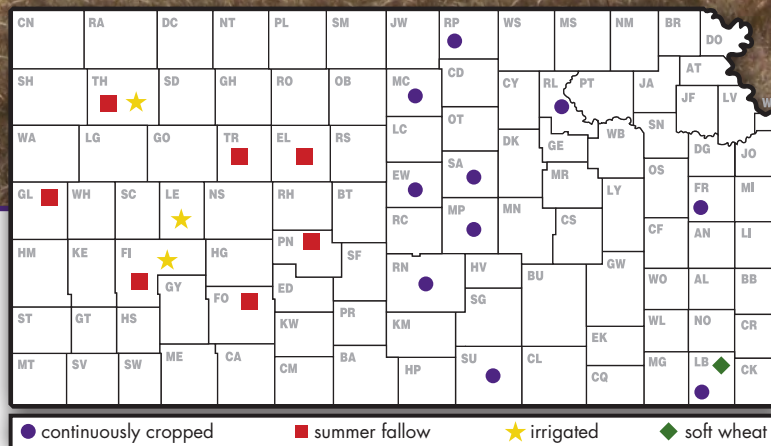 CN RA DC NT PL SM JW RP WS MS NM BR DO
SH TH SD GH RO OB MC CD CY RL PT JA AT JF LV
WA LG GO TR EL RS LC OT DK GE WB SN DG JO
GL WH SC LE NS RH BT EW SA MR LY OS FR MI
HM KE FI HG PN SF RC MP MN CS CF AN LI
GY FO ED RN HV BU GW WO AL BB
ST GT HS PR KW KM SG EK WL NO CR
MT SV SW ME CA CM BA HP SU CL CQ MG LB CK
continuously cropped summer fallow irrigated soft wheat